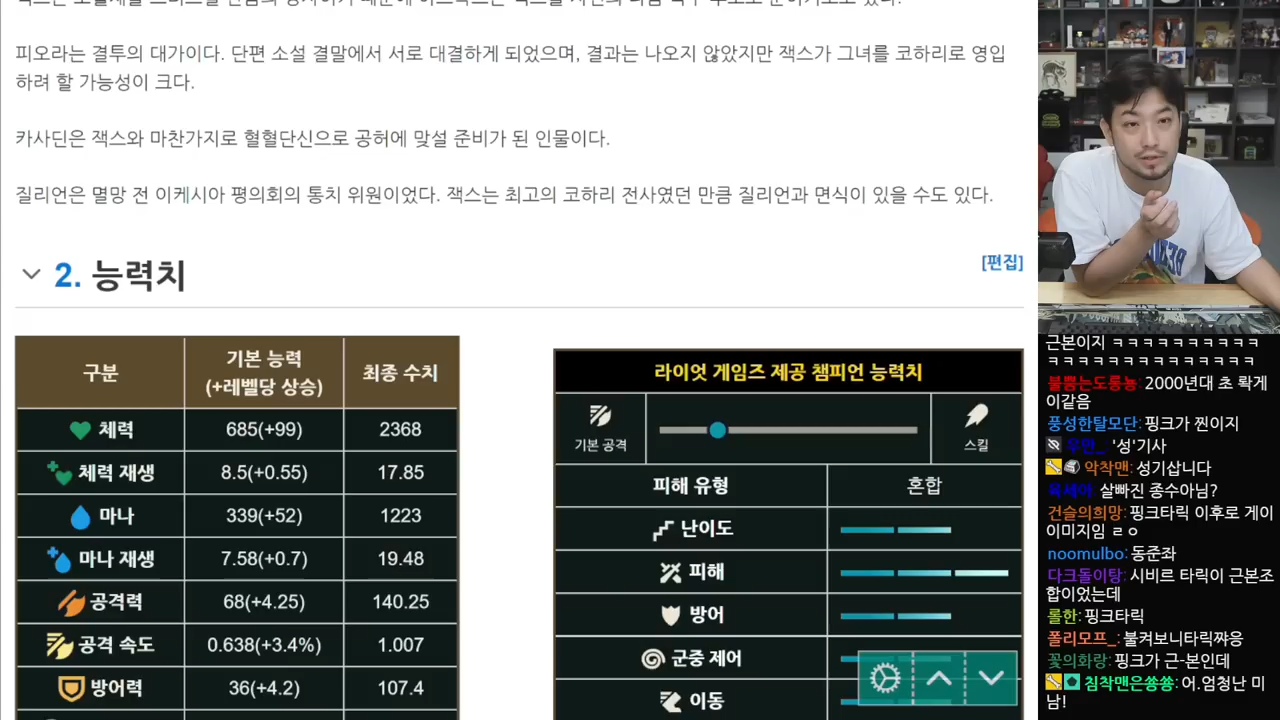 피오라는 결투의 대가이다. 단편 소설 결말에서 서로 대결하게 되었으며, 결과는 나오지 않았지만 잭스가 그녀를 코하리로 영입
하려 할 가능성이 크다.
카사딘은 잭스와 마찬가지로 혈혈단신으로 공허에 맞설 준비가 된 인물이다.
질리언은 멸망 전 이케시아 평의회의 통치 위원이었다. 잭스는 최고의 코하리 전사였던 만큼 질리언과 면식이 있을 수도 있다.
2. 능력치
[편집]
구분 기본 능력 (+레벨당 상승) 최종 수치
체력 685(+99) 2368
체력 재생 8.5(+0.55) 17.85
마나 339(+52) 1223
마나 재생 7.58(+0.7) 19.48
공격력 68(+4.25) 140.25
공격 속도 0.638(+3.4%) 1.007
방어력 36(+4.2) 107.4
라이엇 게임즈 제공 챔피언 능력치
기본 공격 스킬
피해 유형 혼합
난이도
피해
방어
군중 제어
이동
근본이지 ㅋㅋㅋㅋㅋㅋㅋㅋㅋㅋ
ㅋㅋㅋㅋㅋㅋㅋㅋㅋㅋㅋㅋㅋ
불뿜는도롱뇽: 2000년대 초 롹게
이같음
풍성한탈모단: 핑크가 찐이지
우민_ '성'기사
악착맨: 성기삽니다
육세아 살빠진 종수아님?
건슬의희망: 핑크타릭 이후로 게이
이미지임 ㄹㅇ
noomulbo: 동준좌
다크돌이탕: 시비르 타릭이 근본조
합이었는데
롤한: 핑크타릭
폴리모프_: 불켜보니타릭쨔응
꽃의화랑: 핑크가 근-본인데
침착맨은쏭쏭: 어.엄청난 미
남!